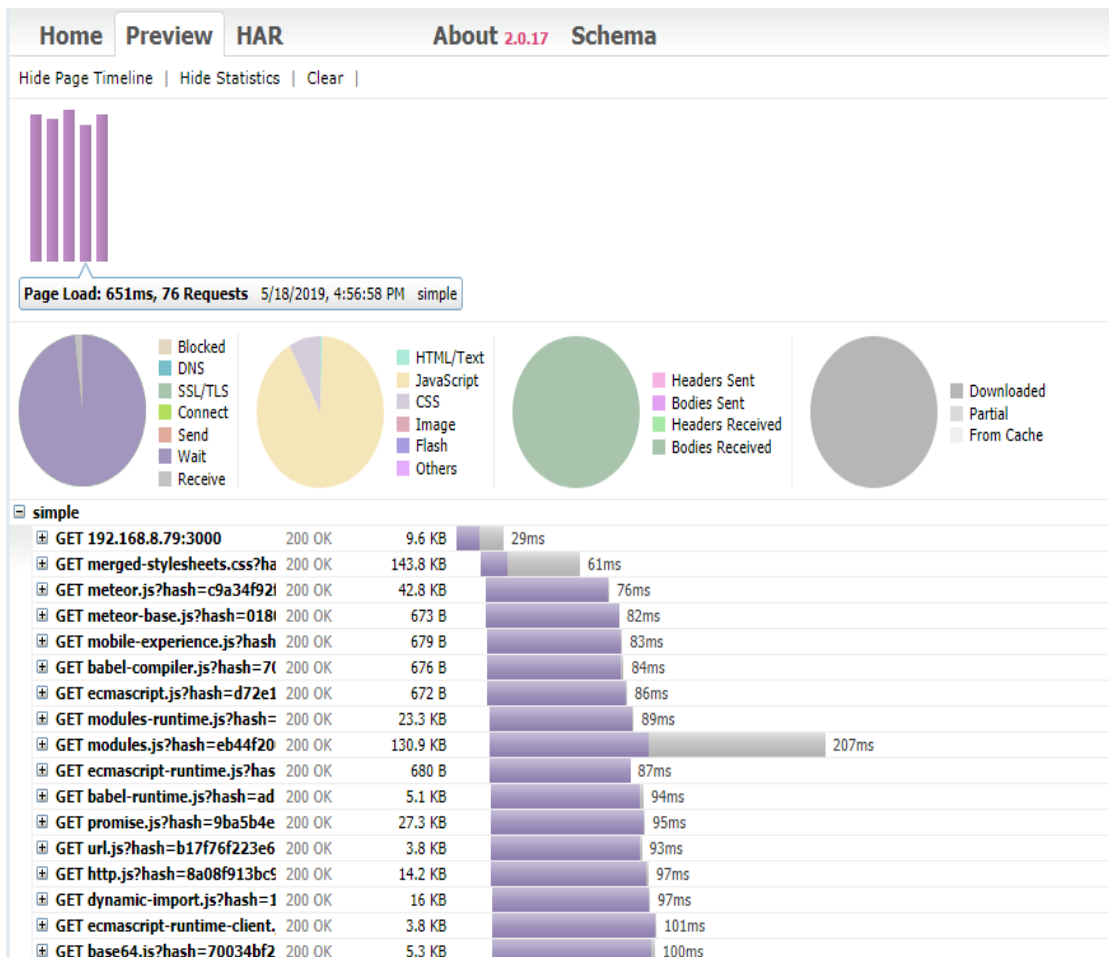 Home Preview HAR About 2.0.17 Schema
Hide Page Timeline | Hide Statistics | Clear |
Page Load: 651ms, 76 Requests 5/18/2019, 4:56:58 PM simple
Blocked
DNS
SSL/TLS
Connect
Send
Wait
Receive
HTML/Text
JavaScript
CSS
Image
Flash
Others
Headers Sent
Bodies Sent
Headers Received
Bodies Received
Downloaded
Partial
From Cache
simple
GET 192.168.8.79:3000 200 OK 9.6 KB 29ms
GET merged-stylesheets.css?ha 200 OK 143.8 KB 61ms
GET meteor.js?hash=c9a34f92 200 OK 42.8 KB 76ms
GET meteor-base.js?hash=018 200 OK 673 B 82ms
GET mobile-experience.js?hash 200 OK 679 B 83ms
GET babel-compiler.js?hash=7 200 OK 676 B 84ms
GET ecmascript.js?hash=d72e1 200 OK 672 B 86ms
GET modules-runtime.js?hash= 200 OK 23.3 KB 89ms
GET modules.js?hash=eb44f20 200 OK 130.9 KB 207ms
GET ecmascript-runtime.js?has 200 OK 680 B 87ms
GET babel-runtime.js?hash=ad 200 OK 5.1 KB 94ms
GET promise.js?hash=9ba5b4e 200 OK 27.3 KB 95ms
GET url.js?hash=b17f76f223e6 200 OK 3.8 KB 93ms
GET http.js?hash=8a08f913bc9 200 OK 14.2 KB 97ms
GET dynamic-import.js?hash=1 200 OK 16 KB 97ms
GET ecmascript-runtime-client. 200 OK 3.8 KB 101ms
GET base64.js?hash=70034bf2 200 OK 5.3 KB 100ms